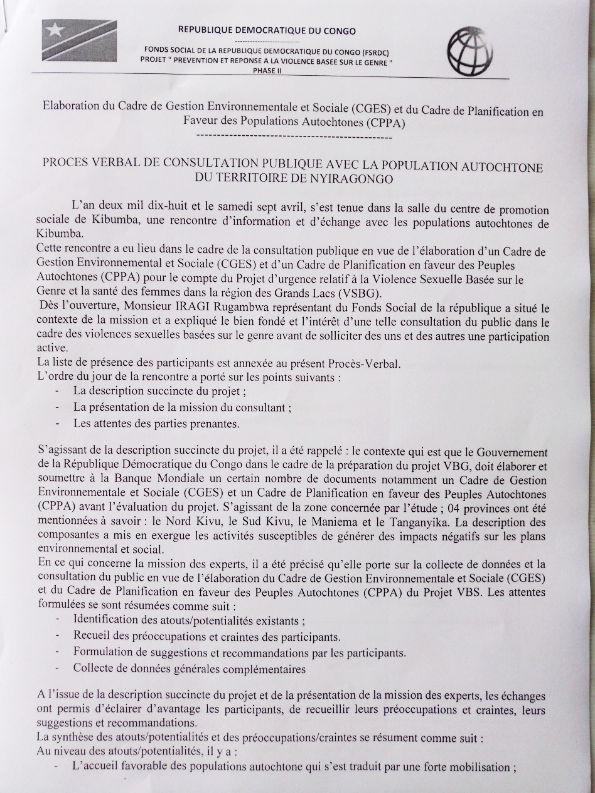 REPUBLIQUE DEMOCRATIQUE DU CONGO
------------------------
FONDS SOCIAL DE LA REPUBLIQUE DEMOCRATIQUE DU CONGO (FSRDC)
PROJET " PREVENTION ET REPONSE A LA VIOLENCE BASEE SUR LE GENRE "
PHASE II
Elaboration du Cadre de Gestion Environnementale et Sociale (CGES) et du Cadre de Planification en
Faveur des Populations Autochtones (CPPA)
------------------------------------------------
PROCES VERBAL DE CONSULTATION PUBLIQUE AVEC LA POPULATION AUTOCHTONE
DU TERRITOIRE DE NYIRAGONGO
L'an deux mil dix-huit et le samedi sept avril, s'est tenue dans la salle du centre de promotion
sociale de Kibumba, une rencontre d'information et d'échange avec les populations autochtones de
Kibumba.
Cette rencontre a eu lieu dans le cadre de la consultation publique en vue de l'élaboration d'un Cadre de
Gestion Environnemental et Sociale (CGES) et d'un Cadre de Planification en faveur des Peuples
Autochtones (CPPA) pour le compte du Projet d'urgence relatif à la Violence Sexuelle Basée sur le
Genre et la santé des femmes dans la région des Grands Lacs (VSBG).
Dès l'ouverture, Monsieur IRAGI Rugambwa représentant du Fonds Social de la république a situé le
contexte de la mission et a expliqué le bien fondé et l'intérêt d'une telle consultation du public dans le
cadre des violences sexuelles basées sur le genre avant de solliciter des uns et des autres une participation
active.
La liste de présence des participants est annexée au présent Procès-Verbal.
L'ordre du jour de la rencontre a porté sur les points suivants :
- La description succincte du projet ;
- La présentation de la mission du consultant ;
- Les attentes des parties prenantes.
S'agissant de la description succincte du projet, il a été rappelé : le contexte qui est que le Gouvernement
de la République Démocratique du Congo dans le cadre de la préparation du projet VBG, doit élaborer et
soumettre à la Banque Mondiale un certain nombre de documents notamment un Cadre de Gestion
Environnementale et Sociale (CGES) et un Cadre de Planification en faveur des Peuples Autochtones
(CPPA) avant l'évaluation du projet. S'agissant de la zone concernée par l'étude ; 04 provinces ont été
mentionnées à savoir : le Nord Kivu, le Sud Kivu, le Maniema et le Tanganyika. La description des
composantes a mis en exergue les activités susceptibles de générer des impacts négatifs sur les plans
environnemental et social.
En ce qui concerne la mission des experts, il a été précisé qu'elle porte sur la collecte de données et la
consultation du public en vue de l'élaboration du Cadre de Gestion Environnementale et Sociale (CGES)
et du Cadre de Planification en faveur des Peuples Autochtones (CPPA) du Projet VBS. Les attentes
formulées se sont résumées comme suit :
- Identification des atouts/potentialités existants ;
- Recueil des préoccupations et craintes des participants.
- Formulation de suggestions et recommandations par les participants.
- Collecte de données générales complémentaires
A l'issue de la description succincte du projet et de la présentation de la mission des experts, les échanges
ont permis d'éclairer d'avantage les participants, de recueillir leurs préoccupations et craintes, leurs
suggestions et recommandations.
La synthèse des atouts/potentialités et des préoccupations/craintes se résument comme suit :
Au niveau des atouts/potentialités, il y a :
- L'accueil favorable des populations autochtone qui s'est traduit par une forte mobilisation ;